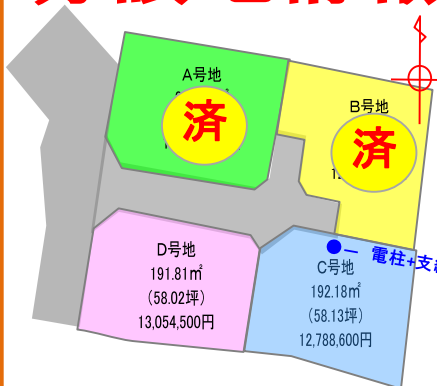 A号地
済
B号地
済
電柱+支
D号地
191.81㎡
(58.02坪)
13,054,500円
C号地
192.18㎡
(58.13坪)
12,788,600円